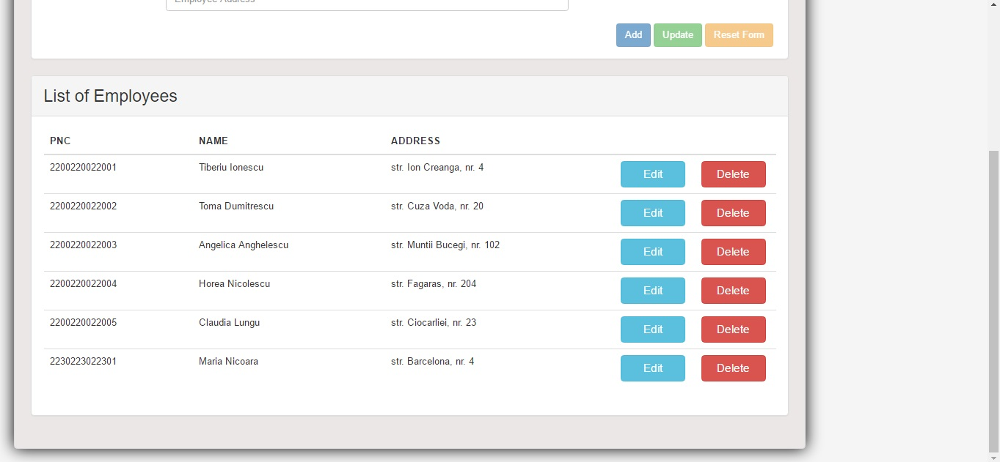 Employee Address
Add Update Reset Form
List of Employees
PNC NAME ADDRESS
2200220022001 Tiberiu Ionescu str. Ion Creanga, nr. 4 Edit Delete
2200220022002 Toma Dumitrescu str. Cuza Voda, nr. 20 Edit Delete
2200220022003 Angelica Anghelescu str. Muntii Bucegi, nr. 102 Edit Delete
2200220022004 Horea Nicolescu str. Fagaras, nr. 204 Edit Delete
2200220022005 Claudia Lungu str. Ciocarliei, nr. 23 Edit Delete
2230223022301 Maria Nicoara str. Barcelona, nr. 4 Edit Delete